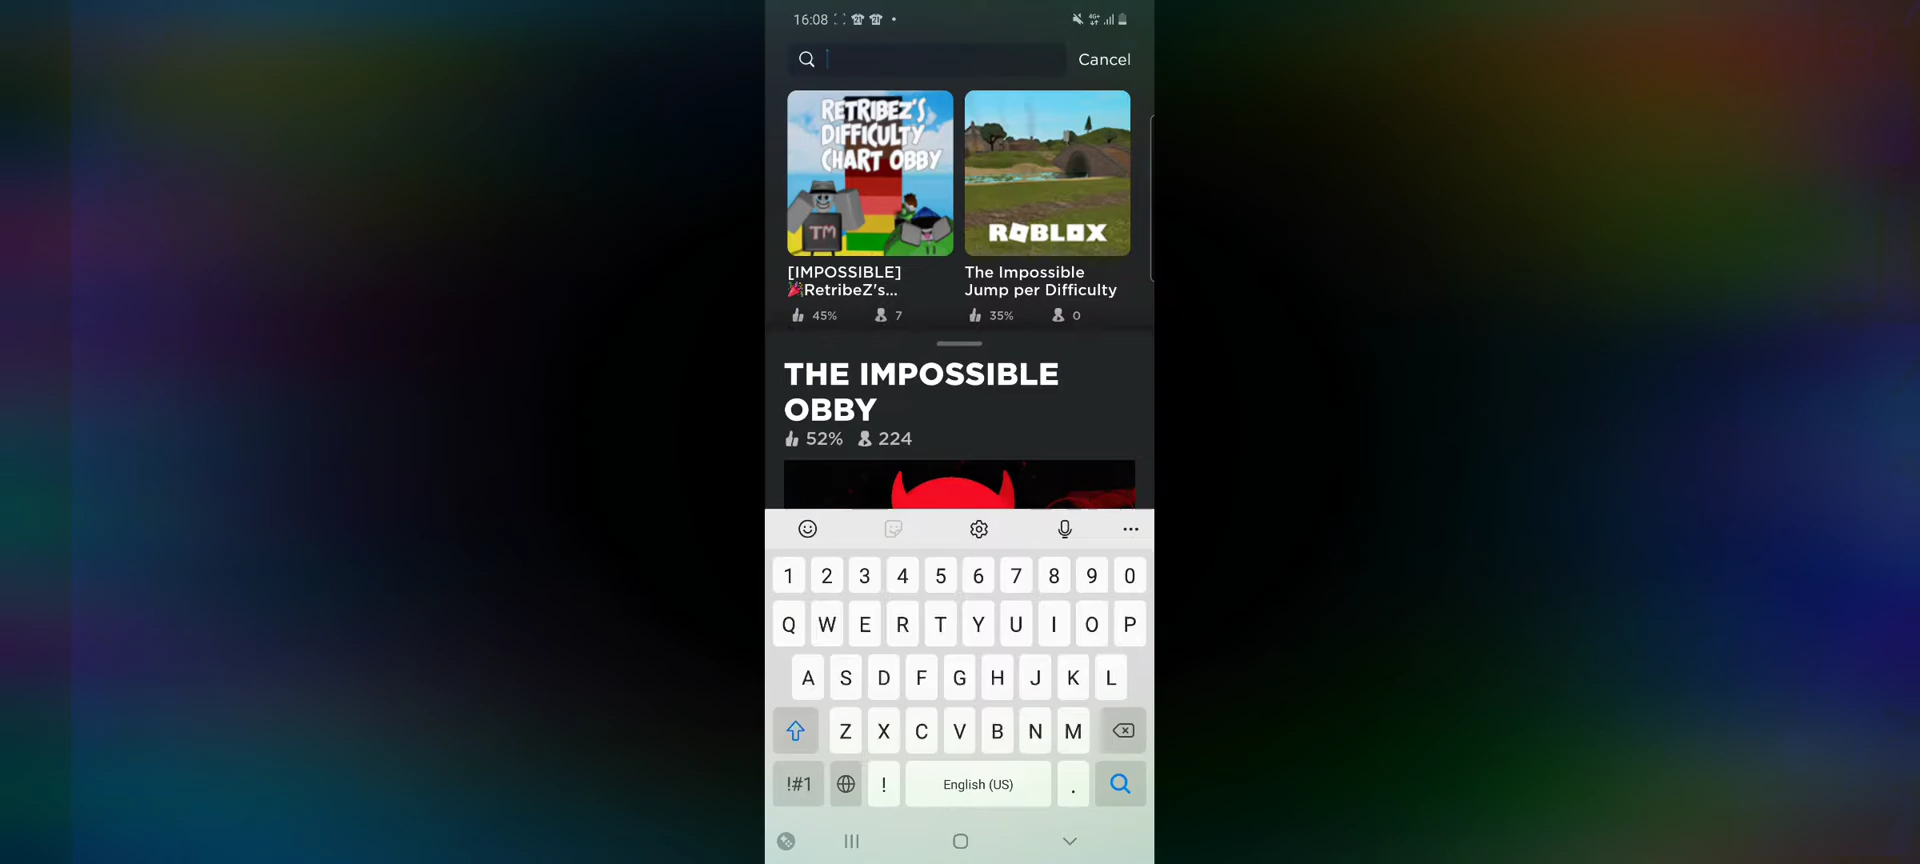 16:08
4G+
Cancel
RETRIBEZ'S
DIFFICULTY
CHART OBBY
TM
ROBLOX
[IMPOSSIBLE]
🎉RetribeZ's...
45% 7
The Impossible
Jump per Difficulty
35% 0
THE IMPOSSIBLE
OBBY
52% 224
1 2 3 4 5 6 7 8 9 0
Q W E R T Y U I O P
A S D F G H J K L
Z X C V B N M
!#1 ! English (US) .